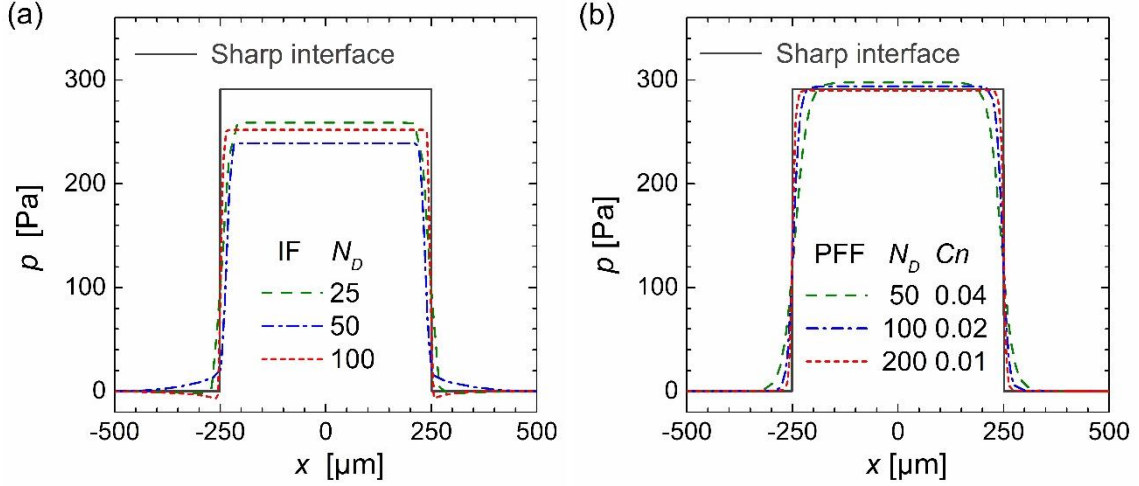 (a)
Sharp interface
300
200
100
0
p [Pa]
IF N_D
25
50
100
-500 -250 0 250 500
x [µm]
(b)
Sharp interface
300
200
100
0
p [Pa]
PFF N_D Cn
50 0.04
100 0.02
200 0.01
-500 -250 0 250 500
x [µm]